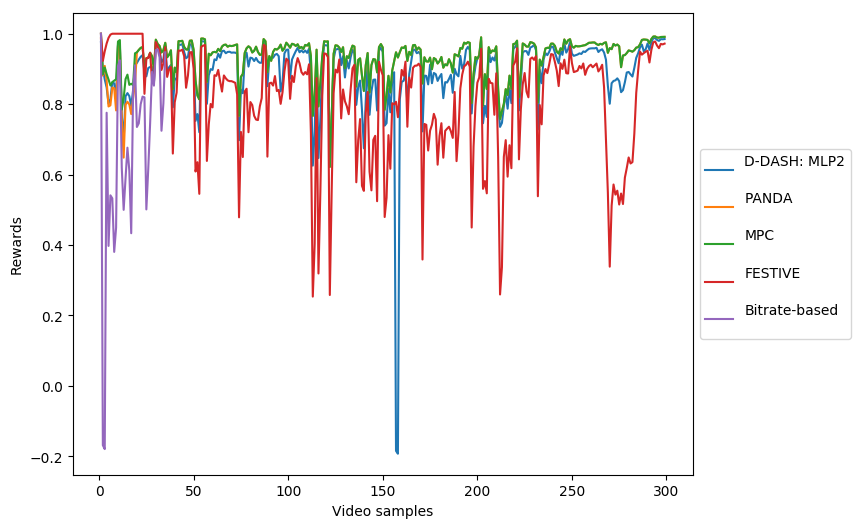 1.0
0.8
0.6
0.4
0.2
0.0
−0.2
Rewards
0 50 100 150 200 250 300
Video samples
D-DASH: MLP2
PANDA
MPC
FESTIVE
Bitrate-based